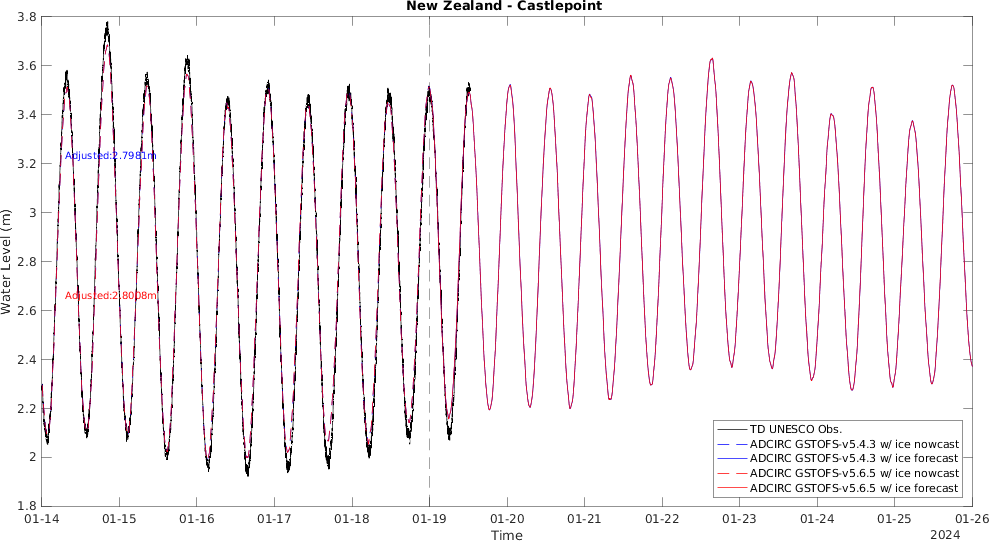 New Zealand - Castlepoint
3.8
3.6
3.4
3.2
3
2.8
2.6
2.4
2.2
2
1.8
Water Level (m)
Adjusted:2.7981m
Adjusted:2.8008m
TD UNESCO Obs.
ADCIRC GSTOFS-v5.4.3 w/ ice nowcast
ADCIRC GSTOFS-v5.4.3 w/ ice forecast
ADCIRC GSTOFS-v5.6.5 w/ ice nowcast
ADCIRC GSTOFS-v5.6.5 w/ ice forecast
01-14 01-15 01-16 01-17 01-18 01-19 01-20 01-21 01-22 01-23 01-24 01-25 01-26
Time
2024